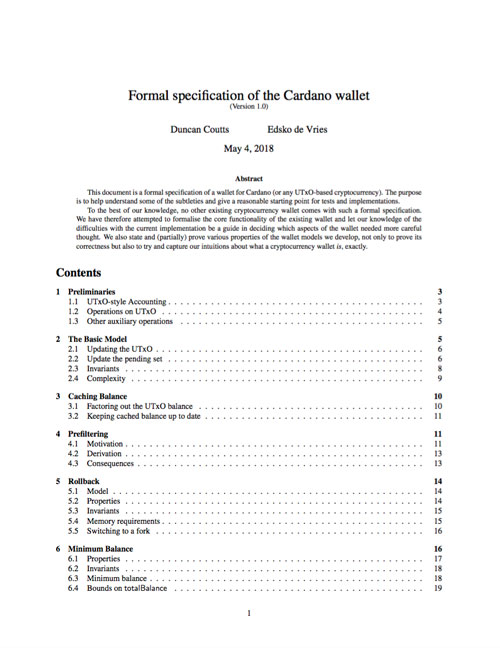 Formal specification of the Cardano wallet
(Version 1.0)
Duncan Coutts Edsko de Vries
May 4, 2018
Abstract
This document is a formal specification of a wallet for Cardano (or any UTxO-based cryptocurrency). The purpose
is to help understand some of the subtleties and give a reasonable starting point for tests and implementations.
To the best of our knowledge, no other existing cryptocurrency wallet comes with such a formal specification.
We have therefore attempted to formalise the core functionality of the existing wallet and let our knowledge of the
difficulties with the current implementation be a guide in deciding which aspects of the wallet needed more careful
thought. We also state and (partially) prove various properties of the wallet models we develop, not only to prove its
correctness but also to try and capture our intuitions about what a cryptocurrency wallet is, exactly.
Contents
1 Preliminaries 3
1.1 UTxO-style Accounting . . . . . . . . . . . . . . . . . . . . . . . . . . . . . . . . . . 3
1.2 Operations on UTxO . . . . . . . . . . . . . . . . . . . . . . . . . . . . . . . . . . 4
1.3 Other auxiliary operations . . . . . . . . . . . . . . . . . . . . . . . . . . . . . . . . 5
2 The Basic Model 5
2.1 Updating the UTxO . . . . . . . . . . . . . . . . . . . . . . . . . . . . . . . . . . . 6
2.2 Update the pending set . . . . . . . . . . . . . . . . . . . . . . . . . . . . . . . . . . 6
2.3 Invariants . . . . . . . . . . . . . . . . . . . . . . . . . . . . . . . . . . . . . . . . 8
2.4 Complexity . . . . . . . . . . . . . . . . . . . . . . . . . . . . . . . . . . . . . . . 9
3 Caching Balance 10
3.1 Factoring out the UTxO balance . . . . . . . . . . . . . . . . . . . . . . . . . . . . . 10
3.2 Keeping cached balance up to date . . . . . . . . . . . . . . . . . . . . . . . . . . . . 11
4 Prefiltering 11
4.1 Motivation . . . . . . . . . . . . . . . . . . . . . . . . . . . . . . . . . . . . . . . . 11
4.2 Derivation . . . . . . . . . . . . . . . . . . . . . . . . . . . . . . . . . . . . . . . . 13
4.3 Consequences . . . . . . . . . . . . . . . . . . . . . . . . . . . . . . . . . . . . . . 13
5 Rollback 14
5.1 Model . . . . . . . . . . . . . . . . . . . . . . . . . . . . . . . . . . . . . . . . . . 14
5.2 Properties . . . . . . . . . . . . . . . . . . . . . . . . . . . . . . . . . . . . . . . . 14
5.3 Invariants . . . . . . . . . . . . . . . . . . . . . . . . . . . . . . . . . . . . . . . . 15
5.4 Memory requirements . . . . . . . . . . . . . . . . . . . . . . . . . . . . . . . . . . 15
5.5 Switching to a fork . . . . . . . . . . . . . . . . . . . . . . . . . . . . . . . . . . . 16
6 Minimum Balance 16
6.1 Properties . . . . . . . . . . . . . . . . . . . . . . . . . . . . . . . . . . . . . . . . 17
6.2 Invariants . . . . . . . . . . . . . . . . . . . . . . . . . . . . . . . . . . . . . . . . 18
6.3 Minimum balance . . . . . . . . . . . . . . . . . . . . . . . . . . . . . . . . . . . . 18
6.4 Bounds on totalBalance . . . . . . . . . . . . . . . . . . . . . . . . . . . . . . . . . 19
1